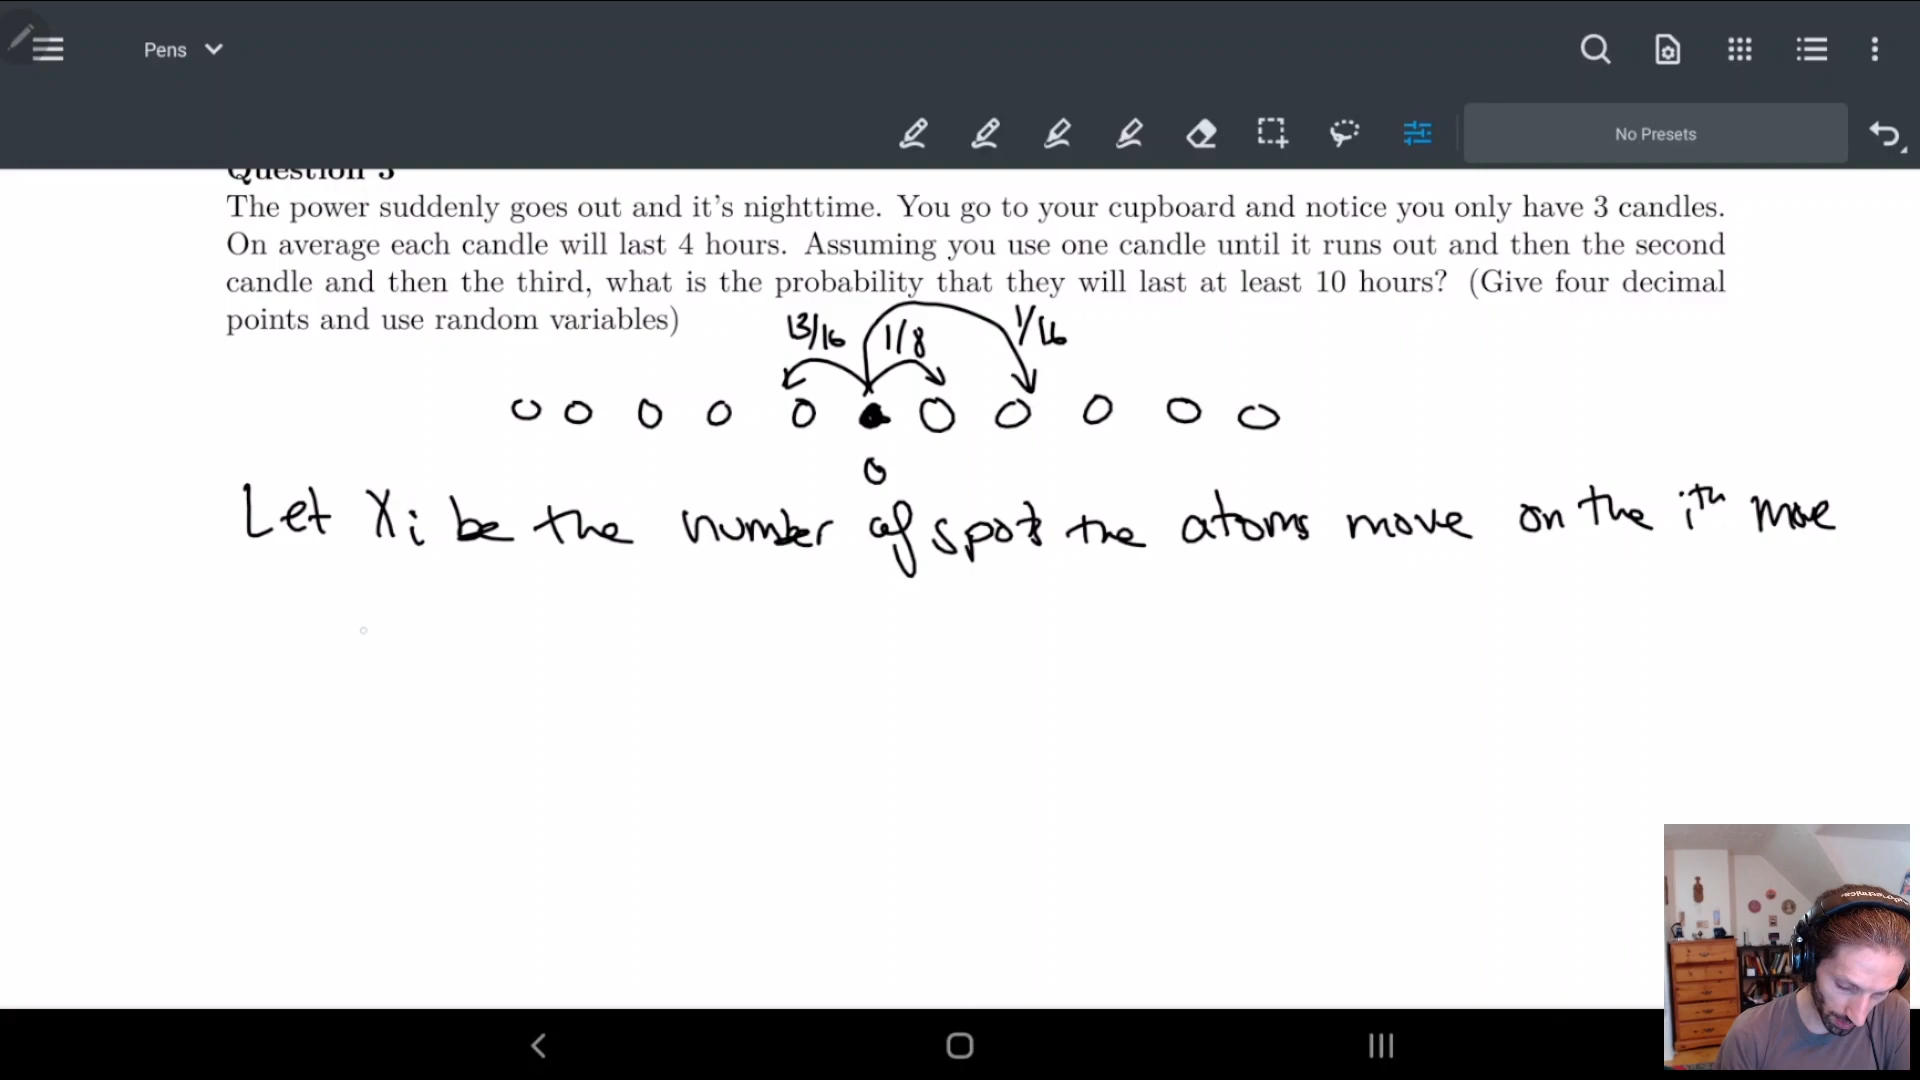 Pens
No Presets
Question 3
The power suddenly goes out and it's nighttime. You go to your cupboard and notice you only have 3 candles.
On average each candle will last 4 hours. Assuming you use one candle until it runs out and then the second
candle and then the third, what is the probability that they will last at least 10 hours? (Give four decimal
points and use random variables)
13/16 1/8 1/16
0
Let Xi be the number of spots the atoms move on the ith move